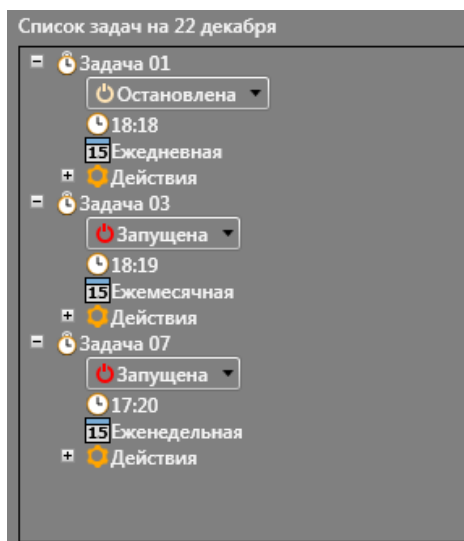 Список задач на 22 декабря
Задача 01
Остановлена
18:18
15 Ежедневная
Действия
Задача 03
Запущена
18:19
15 Ежемесячная
Действия
Задача 07
Запущена
17:20
15 Еженедельная
Действия